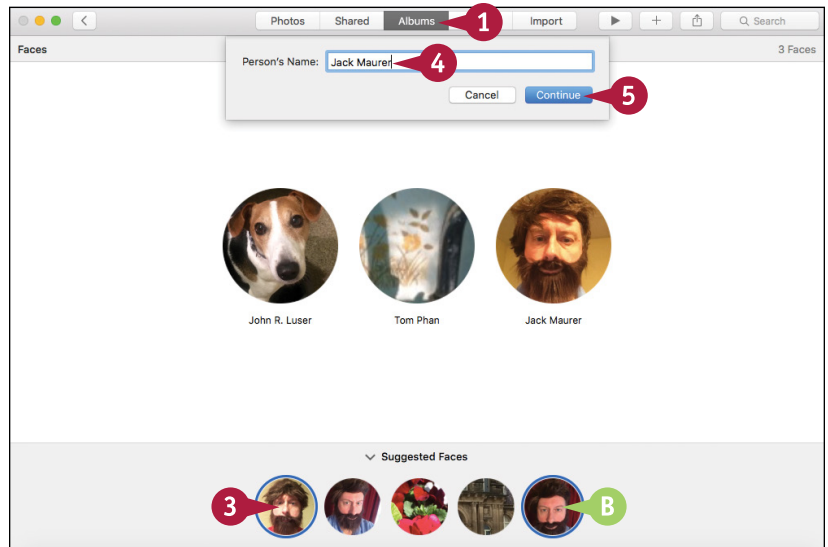 Photos Shared Albums 1 Import Search
Faces 3 Faces
Person's Name: Jack Maurer 4
Cancel Continue 5
John R. Luser Tom Phan Jack Maurer
Suggested Faces
3 B